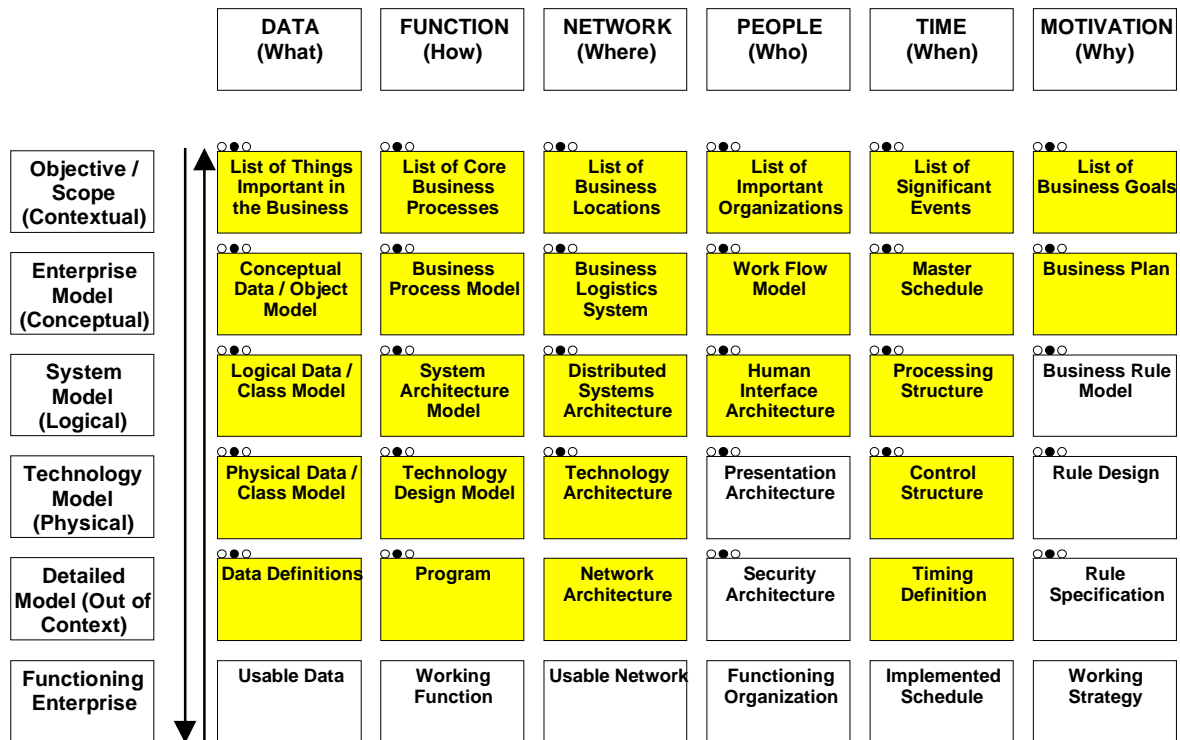 DATA
(What)
FUNCTION
(How)
NETWORK
(Where)
PEOPLE
(Who)
TIME
(When)
MOTIVATION
(Why)
Objective /
Scope
(Contextual)
List of Things
Important in
the Business
List of Core
Business
Processes
List of
Business
Locations
List of
Important
Organizations
List of
Significant
Events
List of
Business Goals
Enterprise
Model
(Conceptual)
Conceptual
Data / Object
Model
Business
Process Model
Business
Logistics
System
Work Flow
Model
Master
Schedule
Business Plan
System
Model
(Logical)
Logical Data /
Class Model
System
Architecture
Model
Distributed
Systems
Architecture
Human
Interface
Architecture
Processing
Structure
Business Rule
Model
Technology
Model
(Physical)
Physical Data /
Class Model
Technology
Design Model
Technology
Architecture
Presentation
Architecture
Control
Structure
Rule Design
Detailed
Model (Out of
Context)
Data Definitions
Program
Network
Architecture
Security
Architecture
Timing
Definition
Rule
Specification
Functioning
Enterprise
Usable Data
Working
Function
Usable Network
Functioning
Organization
Implemented
Schedule
Working
Strategy